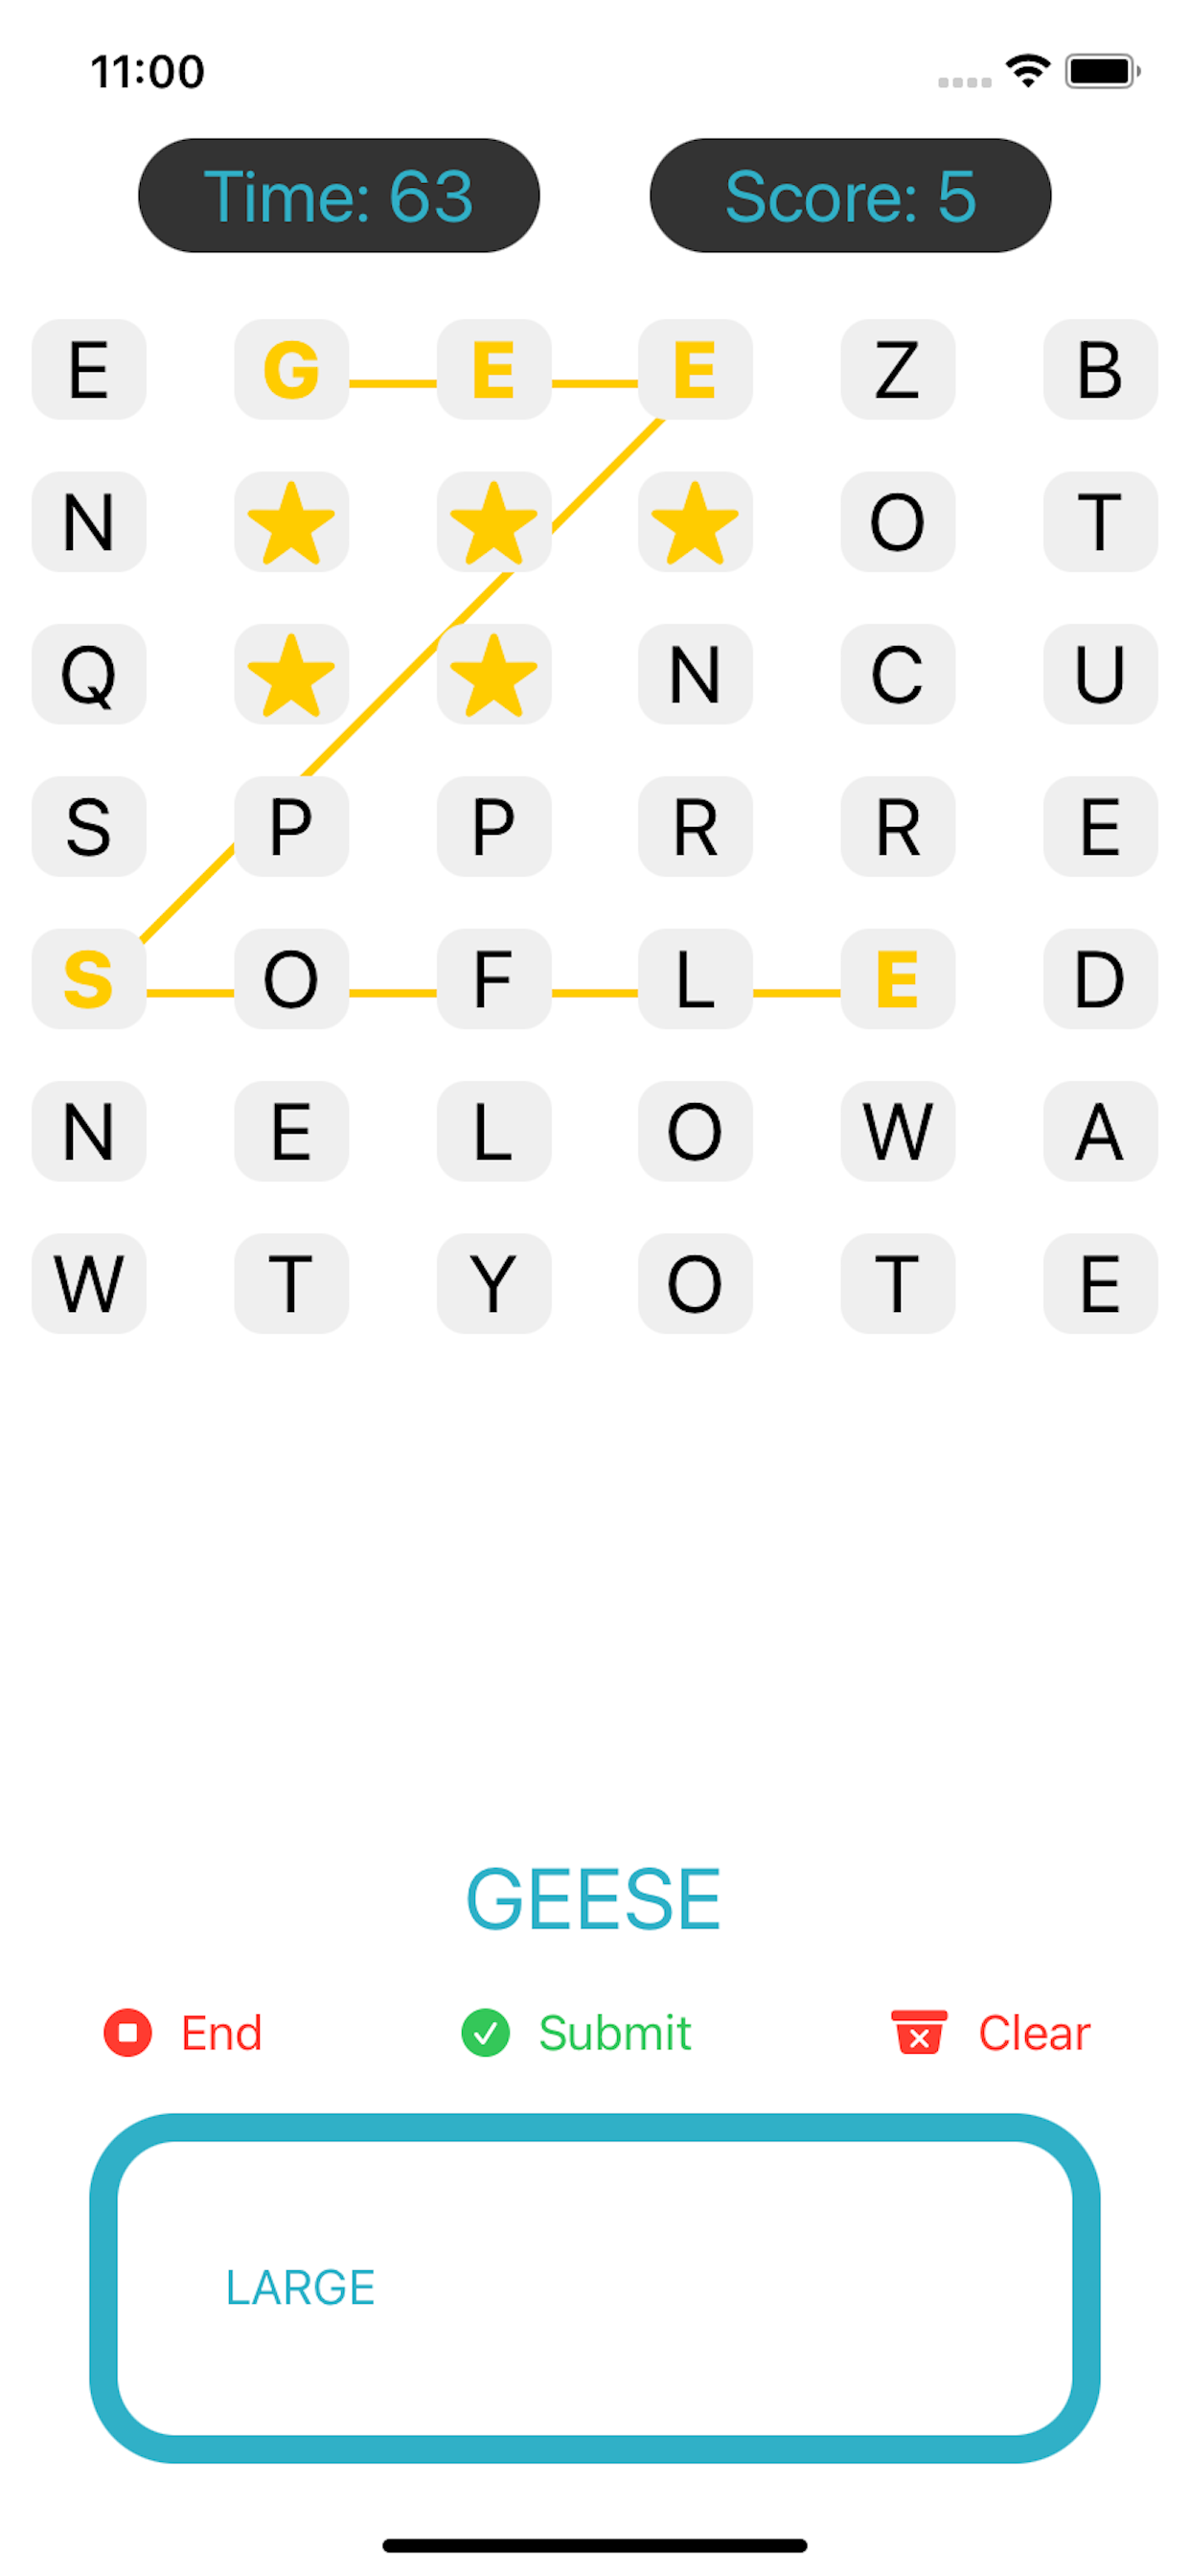 11:00
Time: 63 Score: 5
E G E E Z B
N O T
Q N C U
S P P R R E
S O F L E D
N E L O W A
W T Y O T E
GEESE
End Submit Clear
LARGE